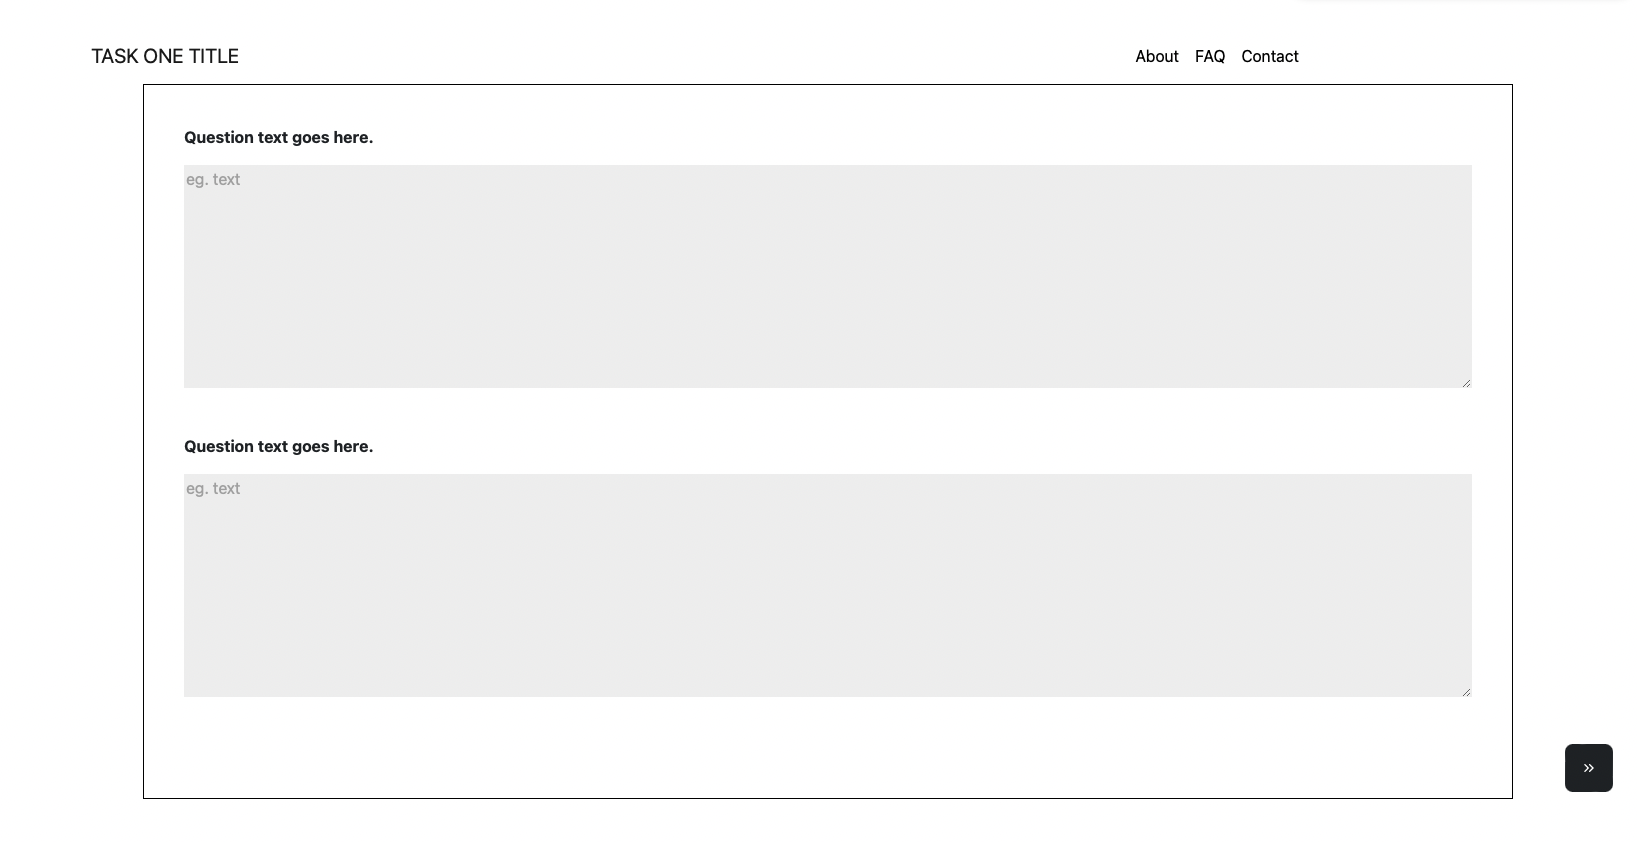 TASK ONE TITLE
About FAQ Contact
Question text goes here.
eg. text
Question text goes here.
eg. text
»